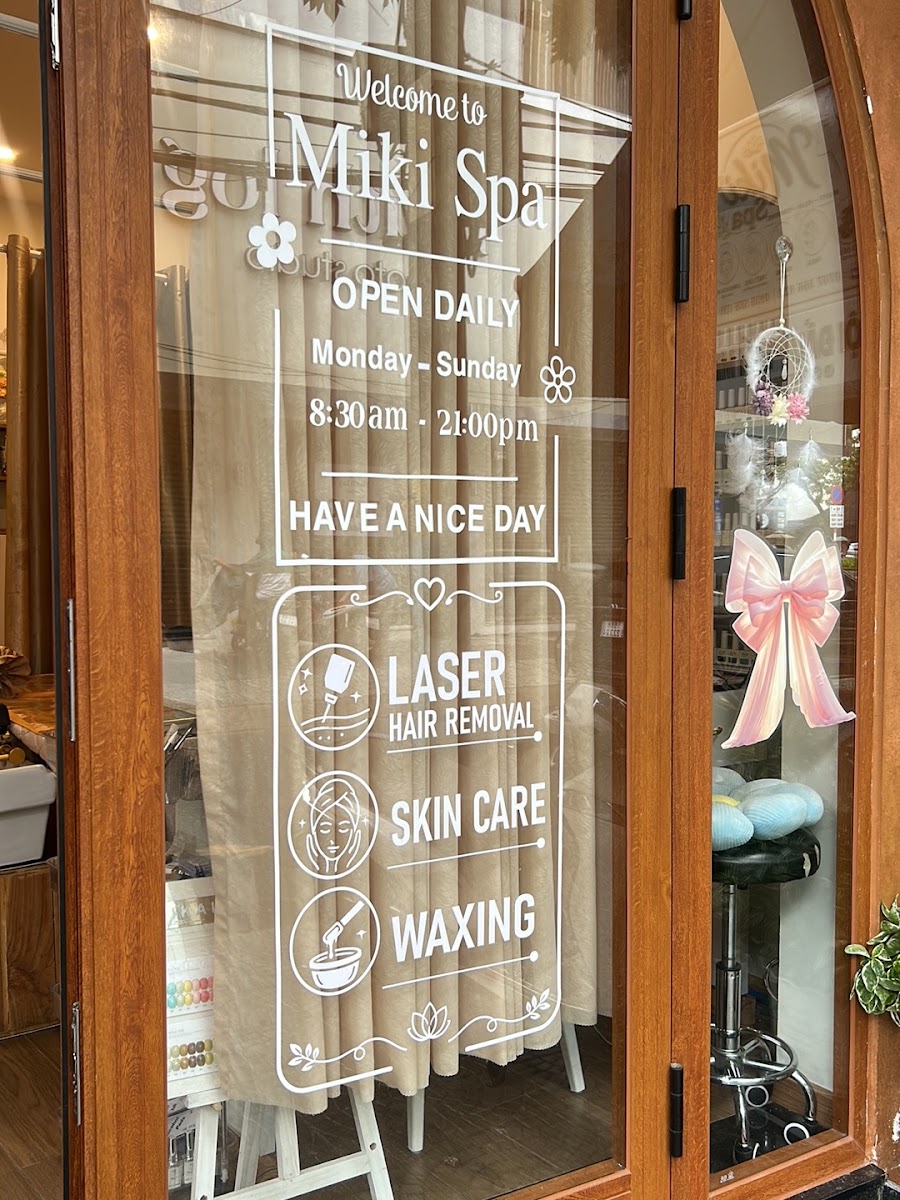 Welcome to
Miki Spa
OPEN DAILY
Monday - Sunday
8:30am - 21:00pm
HAVE A NICE DAY
LASER
HAIR REMOVAL
SKIN CARE
WAXING